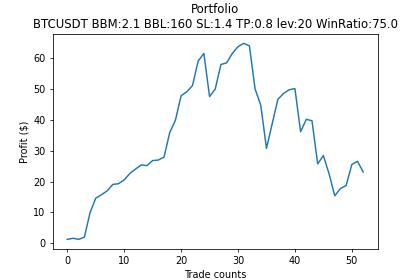 Portfolio
BTCUSDT BBM:2.1 BBL:160 SL:1.4 TP:0.8 lev:20 WinRatio:75.0
60
50
40
30
20
10
0
Profit ($)
0 10 20 30 40 50
Trade counts